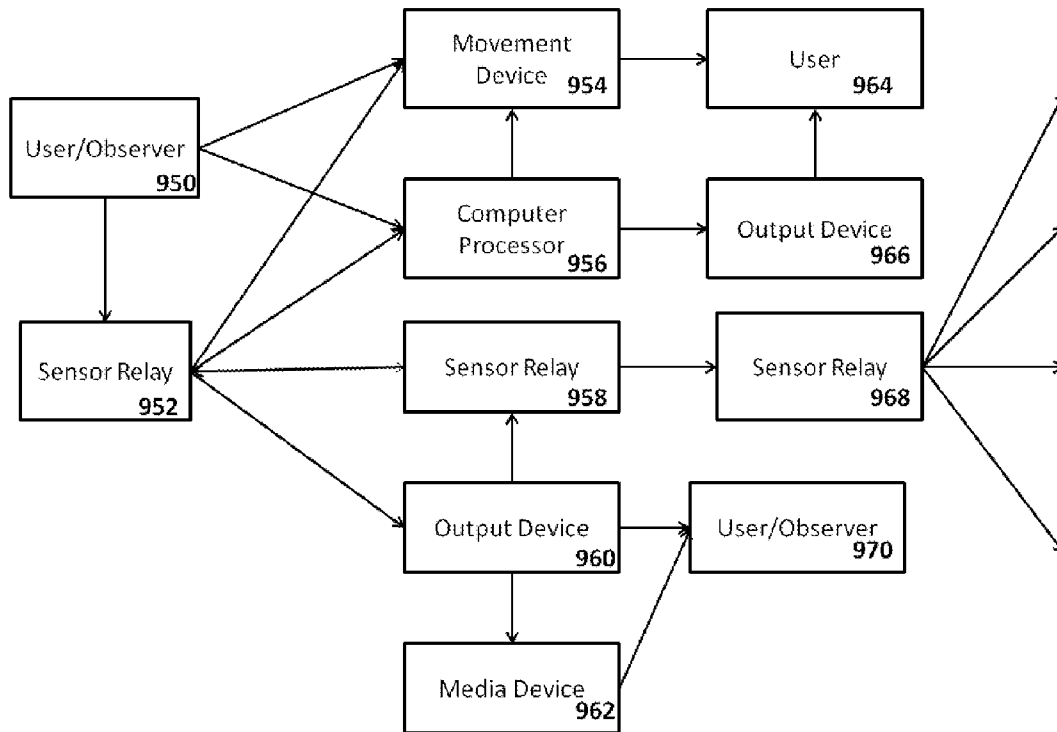 Movement
Device
954
User
964
User/Observer
950
Computer
Processor
956
Output Device
966
Sensor Relay
952
Sensor Relay
958
Sensor Relay
968
Output Device
960
User/Observer
970
Media Device
962